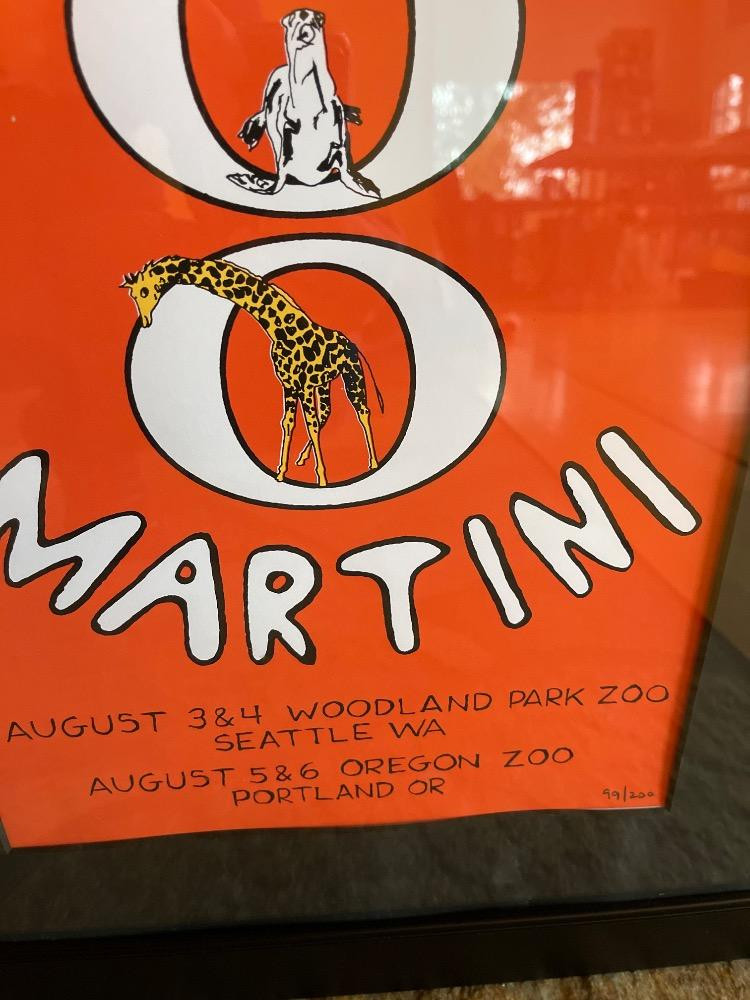 O
O
MARTINI
AUGUST 3&4 WOODLAND PARK ZOO
SEATTLE WA
AUGUST 5&6 OREGON ZOO
PORTLAND OR
99/200